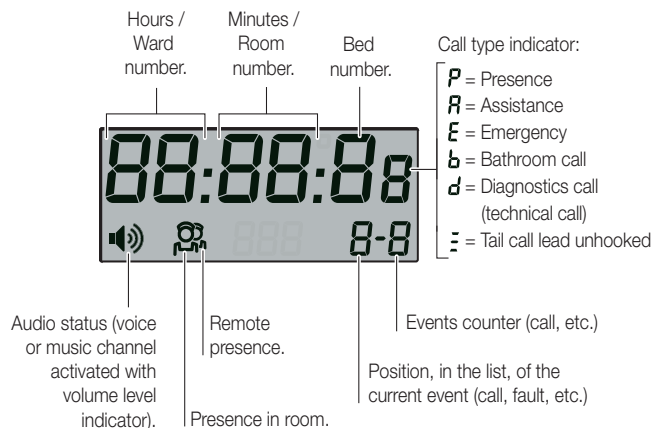 Hours /
Ward
number.
Minutes /
Room
number.
Bed
number.
Call type indicator:
P = Presence
A = Assistance
E = Emergency
b = Bathroom call
d = Diagnostics call
(technical call)
= Tail call lead unhooked
88:88:88
888 8-8
Audio status (voice
or music channel
activated with
volume level
indicator).
Remote
presence.
Presence in room.
Events counter (call, etc.)
Position, in the list, of the
current event (call, fault, etc.)